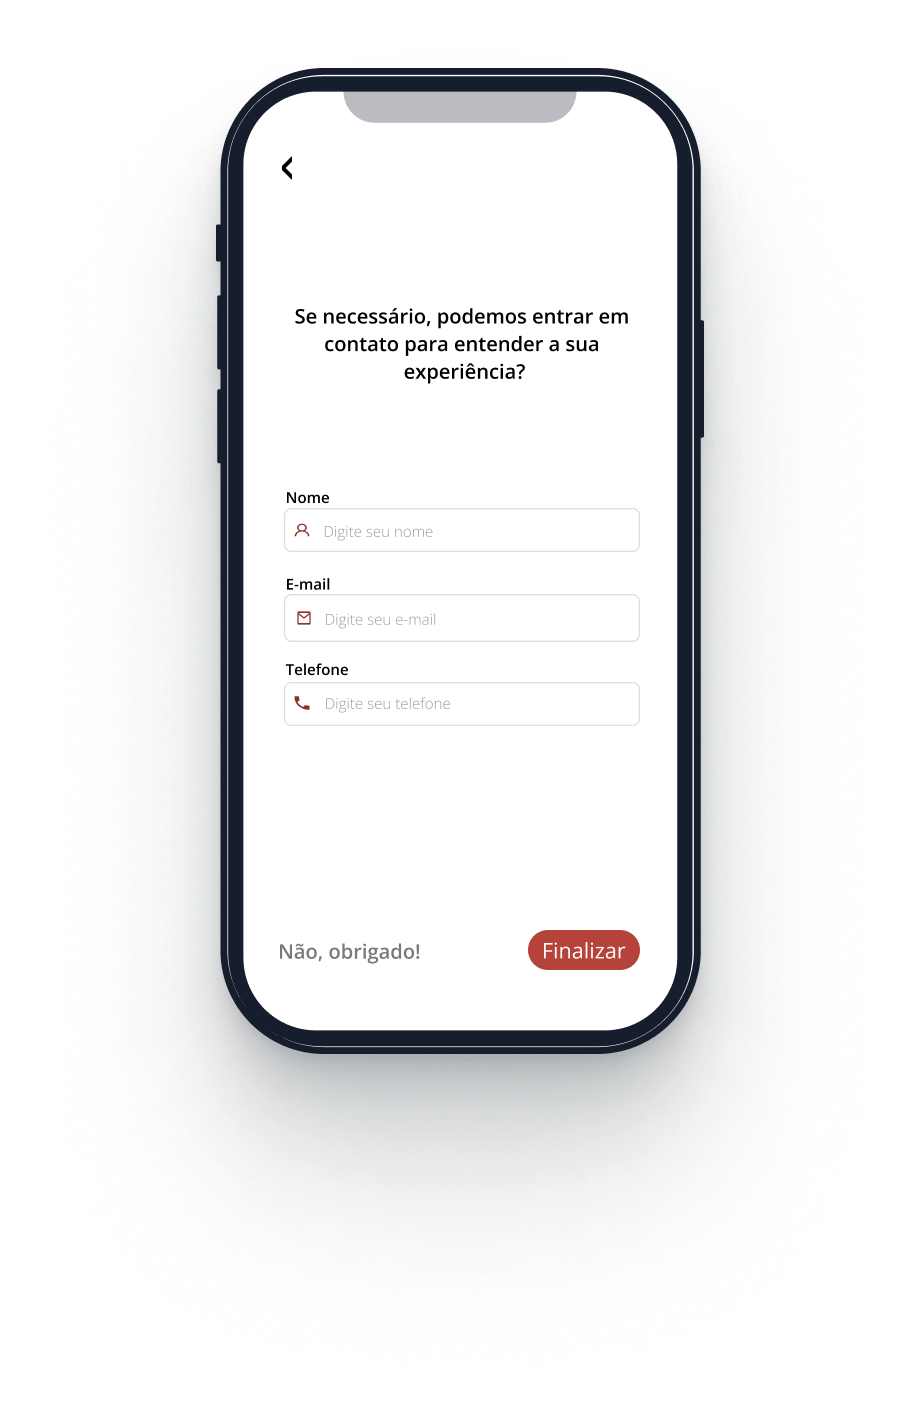 Se necessário, podemos entrar em
contato para entender a sua
experiência?
Nome
Digite seu nome
E-mail
Digite seu e-mail
Telefone
Digite seu telefone
Não, obrigado!
Finalizar